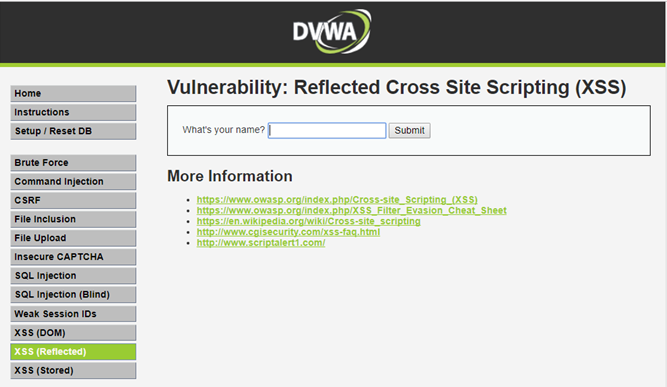 DVWA
Vulnerability: Reflected Cross Site Scripting (XSS)
Home
Instructions
Setup / Reset DB
Brute Force
Command Injection
CSRF
File Inclusion
File Upload
Insecure CAPTCHA
SQL Injection
SQL Injection (Blind)
Weak Session IDs
XSS (DOM)
XSS (Reflected)
XSS (Stored)
What's your name?
Submit
More Information
https://www.owasp.org/index.php/Cross-site_Scripting_(XSS)
https://www.owasp.org/index.php/XSS_Filter_Evasion_Cheat_Sheet
https://en.wikipedia.org/wiki/Cross-site_scripting
http://www.cgisecurity.com/xss-faq.html
http://www.scriptalert1.com/